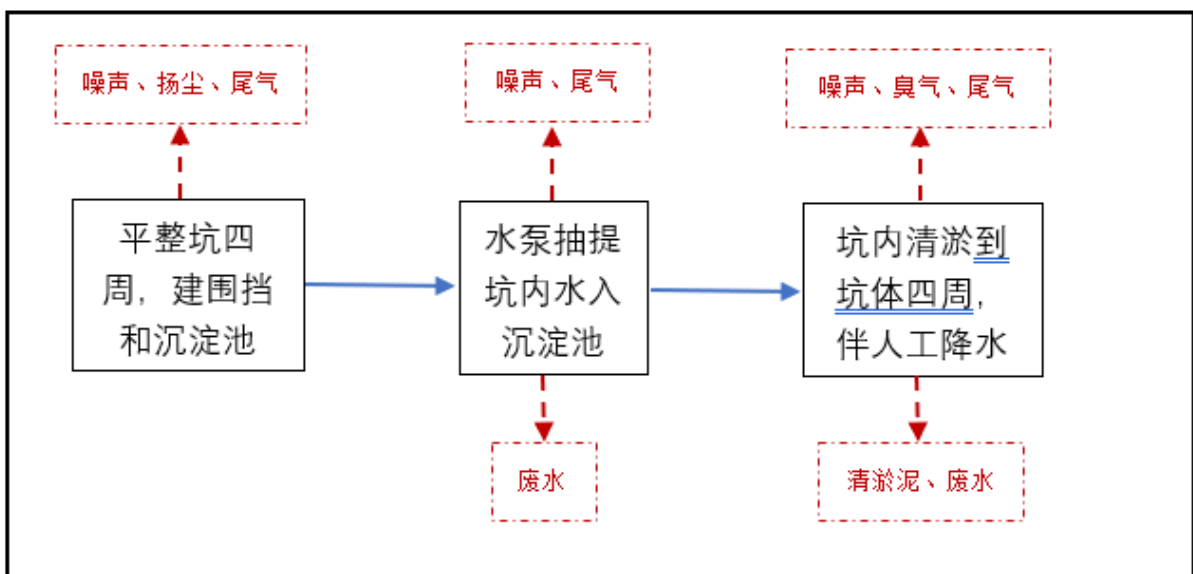 噪声、扬尘、尾气
噪声、尾气
噪声、臭气、尾气
平整坑四
周，建围挡
和沉淀池
水泵抽提
坑内水入
沉淀池
坑内清淤到
坑体四周，
伴人工降水
废水
清淤泥、废水